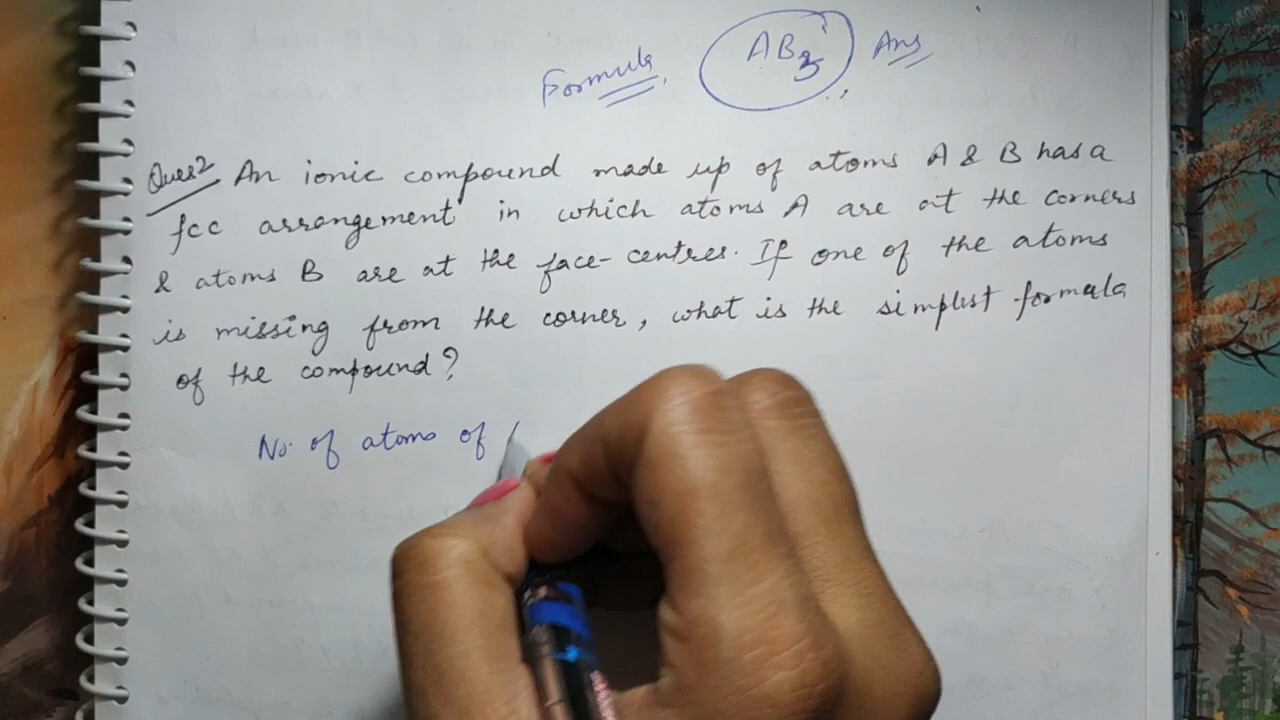 Formula, AB3 Ans
Ques2 An ionic compound made up of atoms A & B has a
fcc arrangement in which atoms A are at the corners
& atoms B are at the face-centres. If one of the atoms
is missing from the corner, what is the simplest formula
of the compound?
No. of atoms of